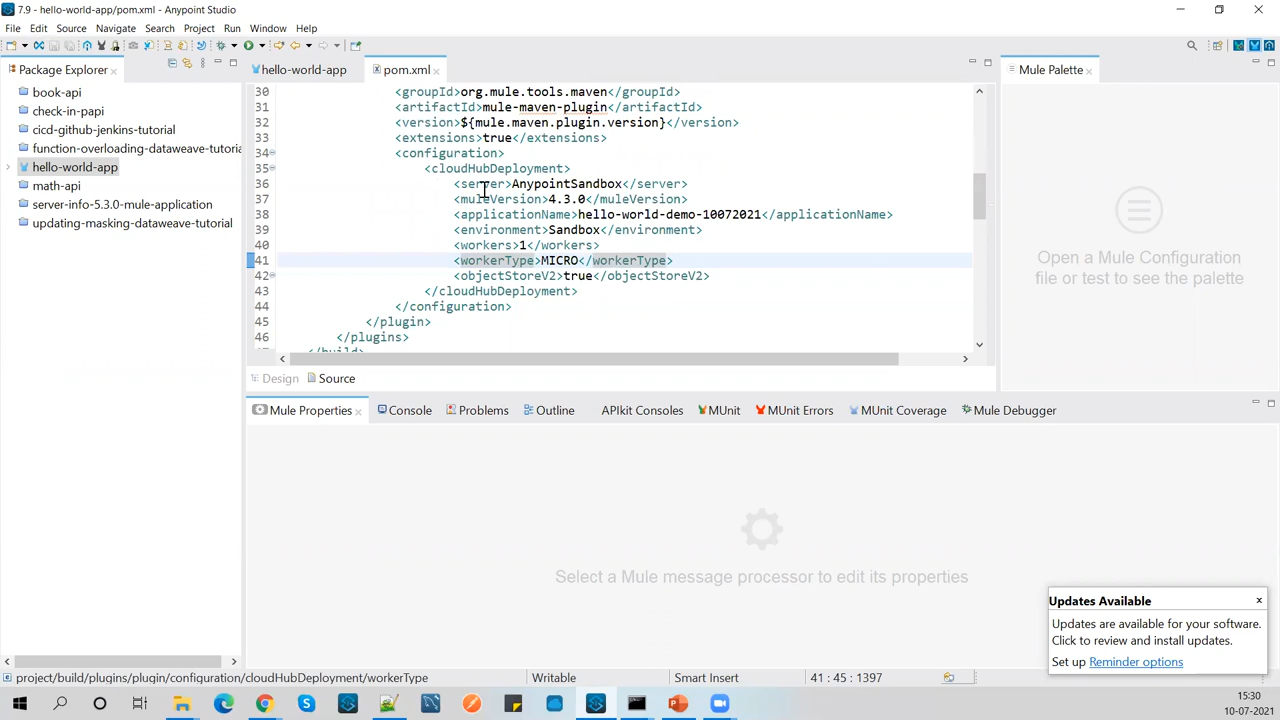 7.9 - hello-world-app/pom.xml - Anypoint Studio
File Edit Source Navigate Search Project Run Window Help
Package Explorer
book-api
check-in-papi
cicd-github-jenkins-tutorial
function-overloading-dataweave-tutoria
hello-world-app
math-api
server-info-5.3.0-mule-application
updating-masking-dataweave-tutorial
hello-world-app pom.xml
30 <groupId>org.mule.tools.maven</groupId>
31 <artifactId>mule-maven-plugin</artifactId>
32 <version>${mule.maven.plugin.version}</version>
33 <extensions>true</extensions>
34 <configuration>
35 <cloudHubDeployment>
36 <server>AnypointSandbox</server>
37 <muleVersion>4.3.0</muleVersion>
38 <applicationName>hello-world-demo-10072021</applicationName>
39 <environment>Sandbox</environment>
40 <workers>1</workers>
41 <workerType>MICRO</workerType>
42 <objectStoreV2>true</objectStoreV2>
43 </cloudHubDeployment>
44 </configuration>
45 </plugin>
46 </plugins>
</build>
Design Source
Mule Palette
Open a Mule Configuration
file or test to see the palette
Mule Properties Console Problems Outline APIkit Consoles MUnit MUnit Errors MUnit Coverage Mule Debugger
Select a Mule message processor to edit its properties
Updates Available
Updates are available for your software.
Click to review and install updates.
Set up Reminder options
project/build/plugins/plugin/configuration/cloudHubDeployment/workerType Writable Smart Insert 41 : 45 : 1397
15:30
10-07-2021